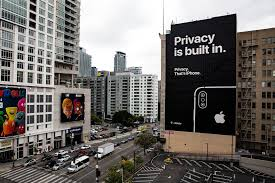 Privacy
is built in.
Privacy.
That's iPhone.